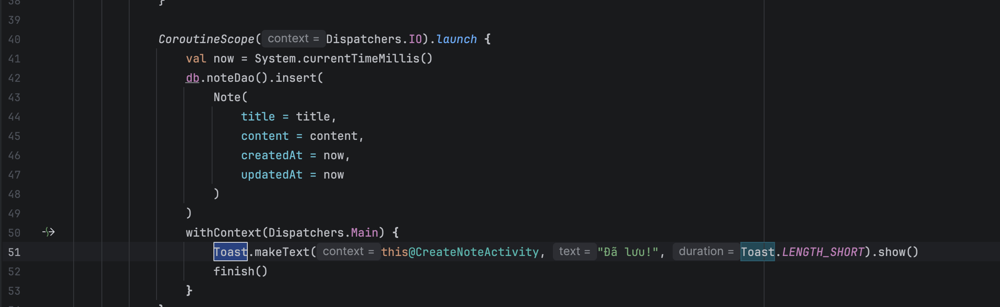 38 }
39
40 CoroutineScope( context = Dispatchers.IO).launch {
41 val now = System.currentTimeMillis()
42 db.noteDao().insert(
43 Note(
44 title = title,
45 content = content,
46 createdAt = now,
47 updatedAt = now
48 )
49 )
50 withContext(Dispatchers.Main) {
51 Toast.makeText( context = this@CreateNoteActivity, text = "Đã lưu!", duration = Toast.LENGTH_SHORT).show()
52 finish()
53 }
}